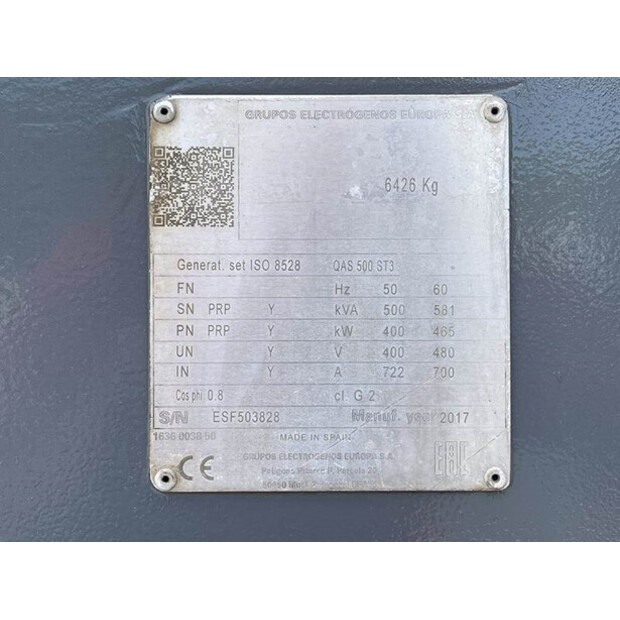 GRUPOS ELECTROGENOS EUROPA
6426 Kg
Generat. set ISO 8528 QAS 500 ST3
FN Hz 50 60
SN PRP Y kVA 500 581
PN PRP Y kW 400 465
UN Y V 400 480
IN Y A 722 700
Cos phi 0.8 cl. G 2
S/N ESF503828 Manuf. year 2017
1636 0038 50 MADE IN SPAIN
GRUPOS ELECTROGENOS EUROPA S.A.
CE EAC